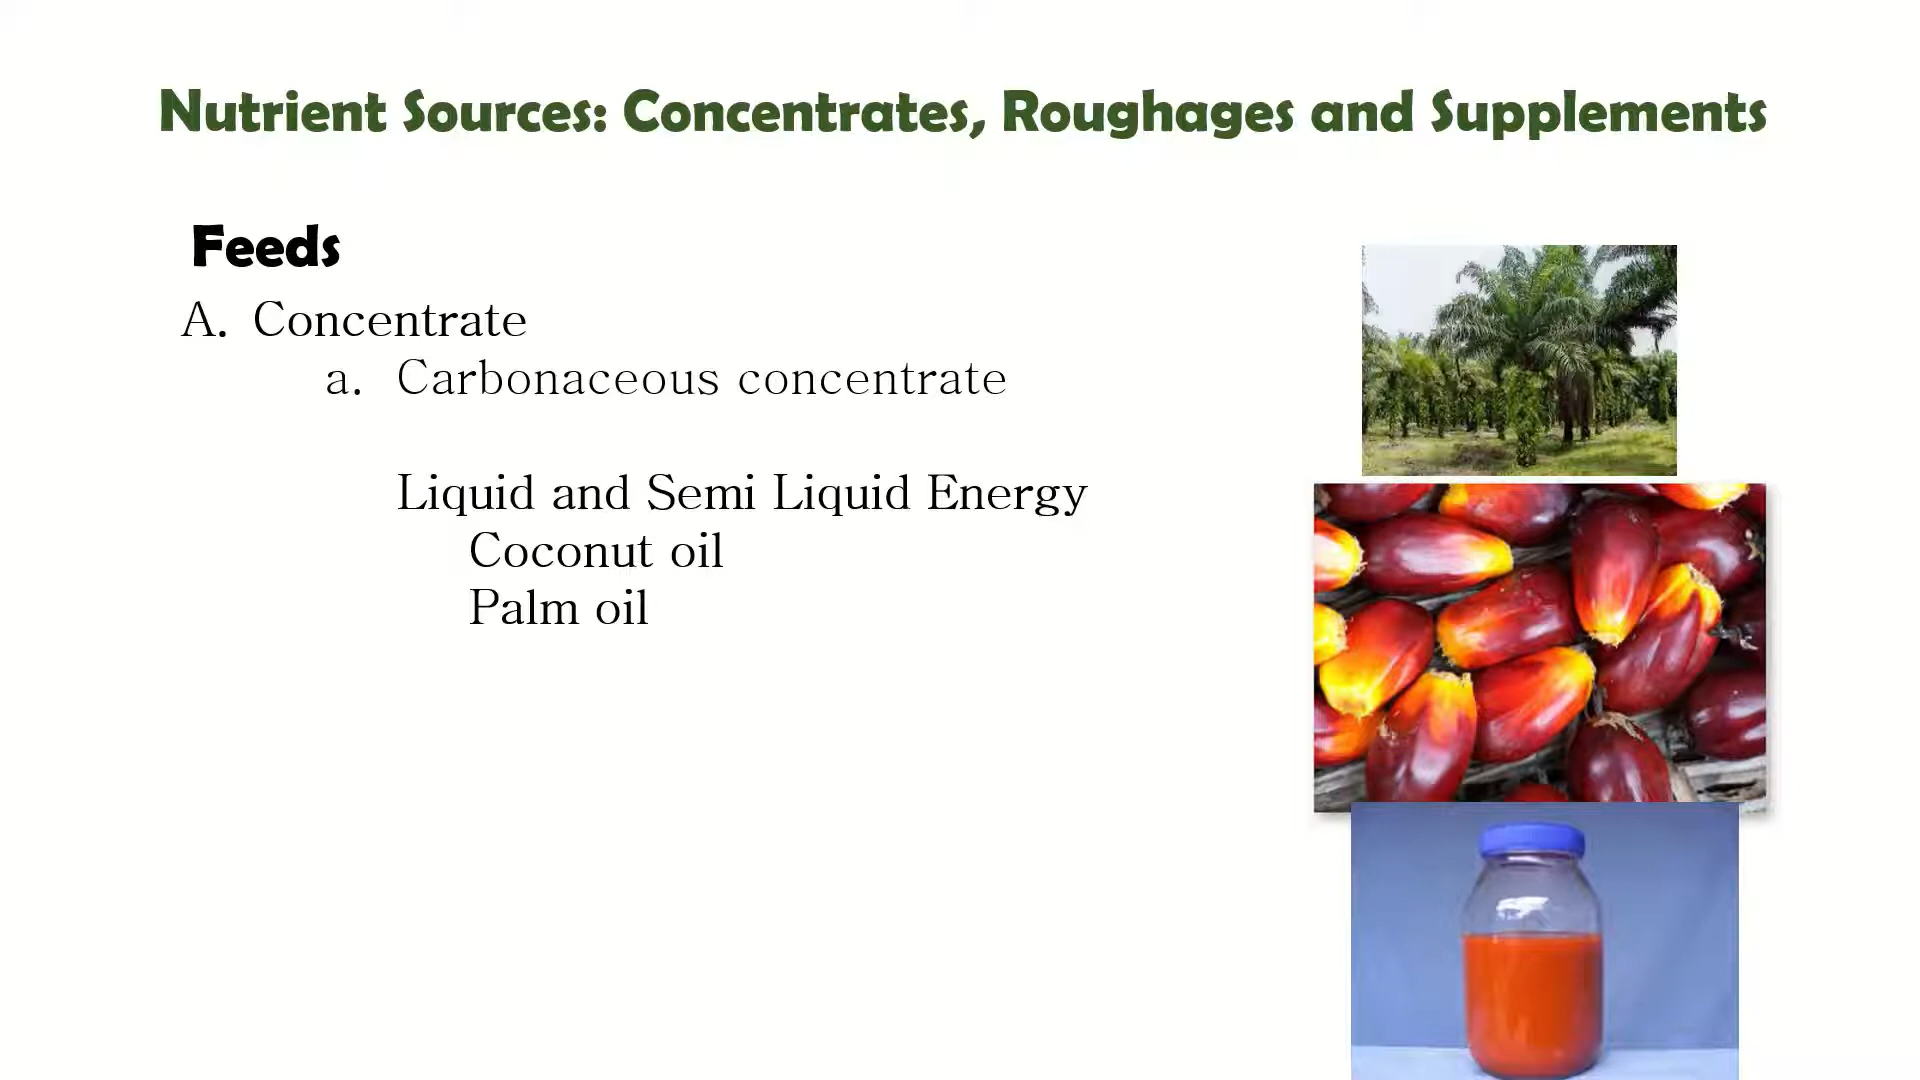 Nutrient Sources: Concentrates, Roughages and Supplements
Feeds
A. Concentrate
a. Carbonaceous concentrate
Liquid and Semi Liquid Energy
Coconut oil
Palm oil